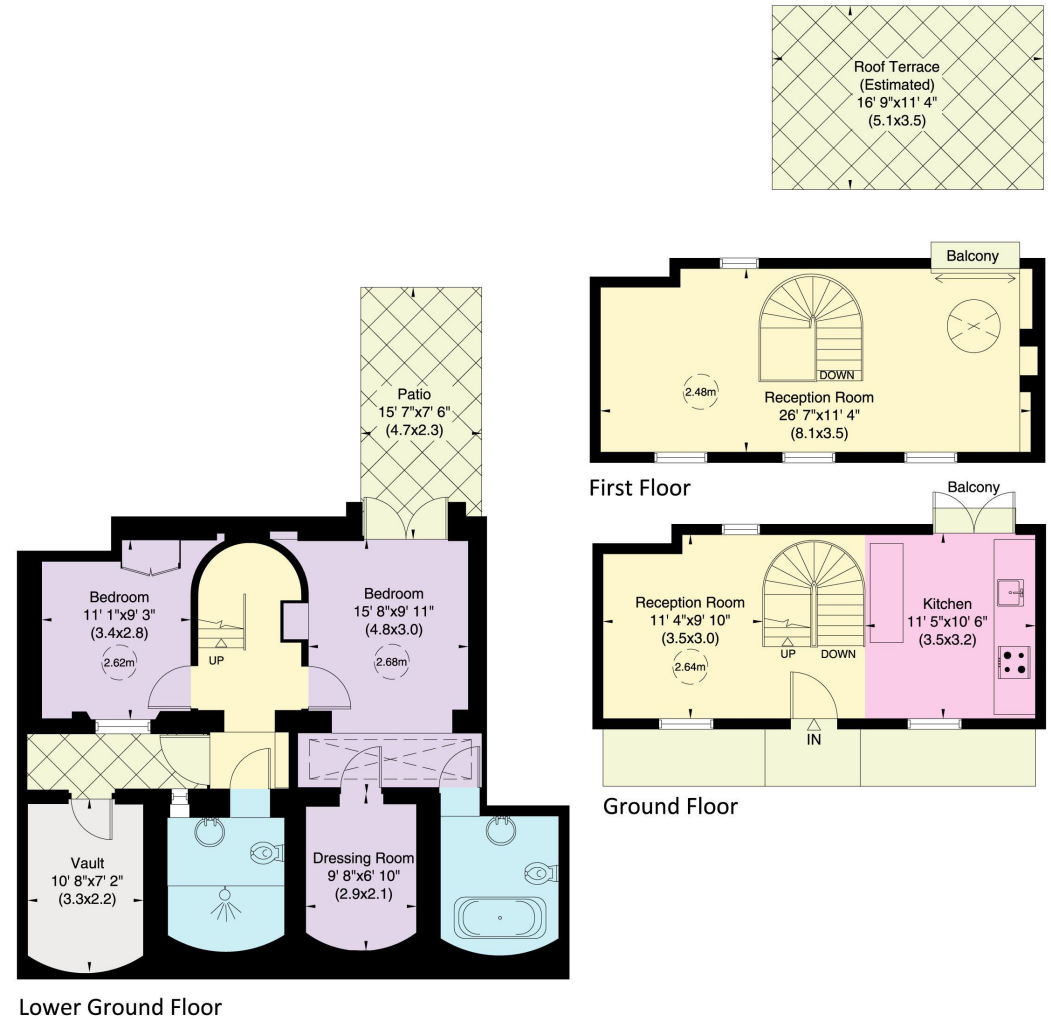 Roof Terrace
(Estimated)
16' 9"x11' 4"
(5.1x3.5)
Balcony
DOWN
2.48m
Reception Room
26' 7"x11' 4"
(8.1x3.5)
First Floor
Balcony
Reception Room
11' 4"x9' 10"
(3.5x3.0)
2.64m
UP
DOWN
Kitchen
11' 5"x10' 6"
(3.5x3.2)
IN
Ground Floor
Patio
15' 7"x7' 6"
(4.7x2.3)
Bedroom
11' 1"x9' 3"
(3.4x2.8)
2.62m
UP
Bedroom
15' 8"x9' 11"
(4.8x3.0)
2.68m
Vault
10' 8"x7' 2"
(3.3x2.2)
Dressing Room
9' 8"x6' 10"
(2.9x2.1)
Lower Ground Floor